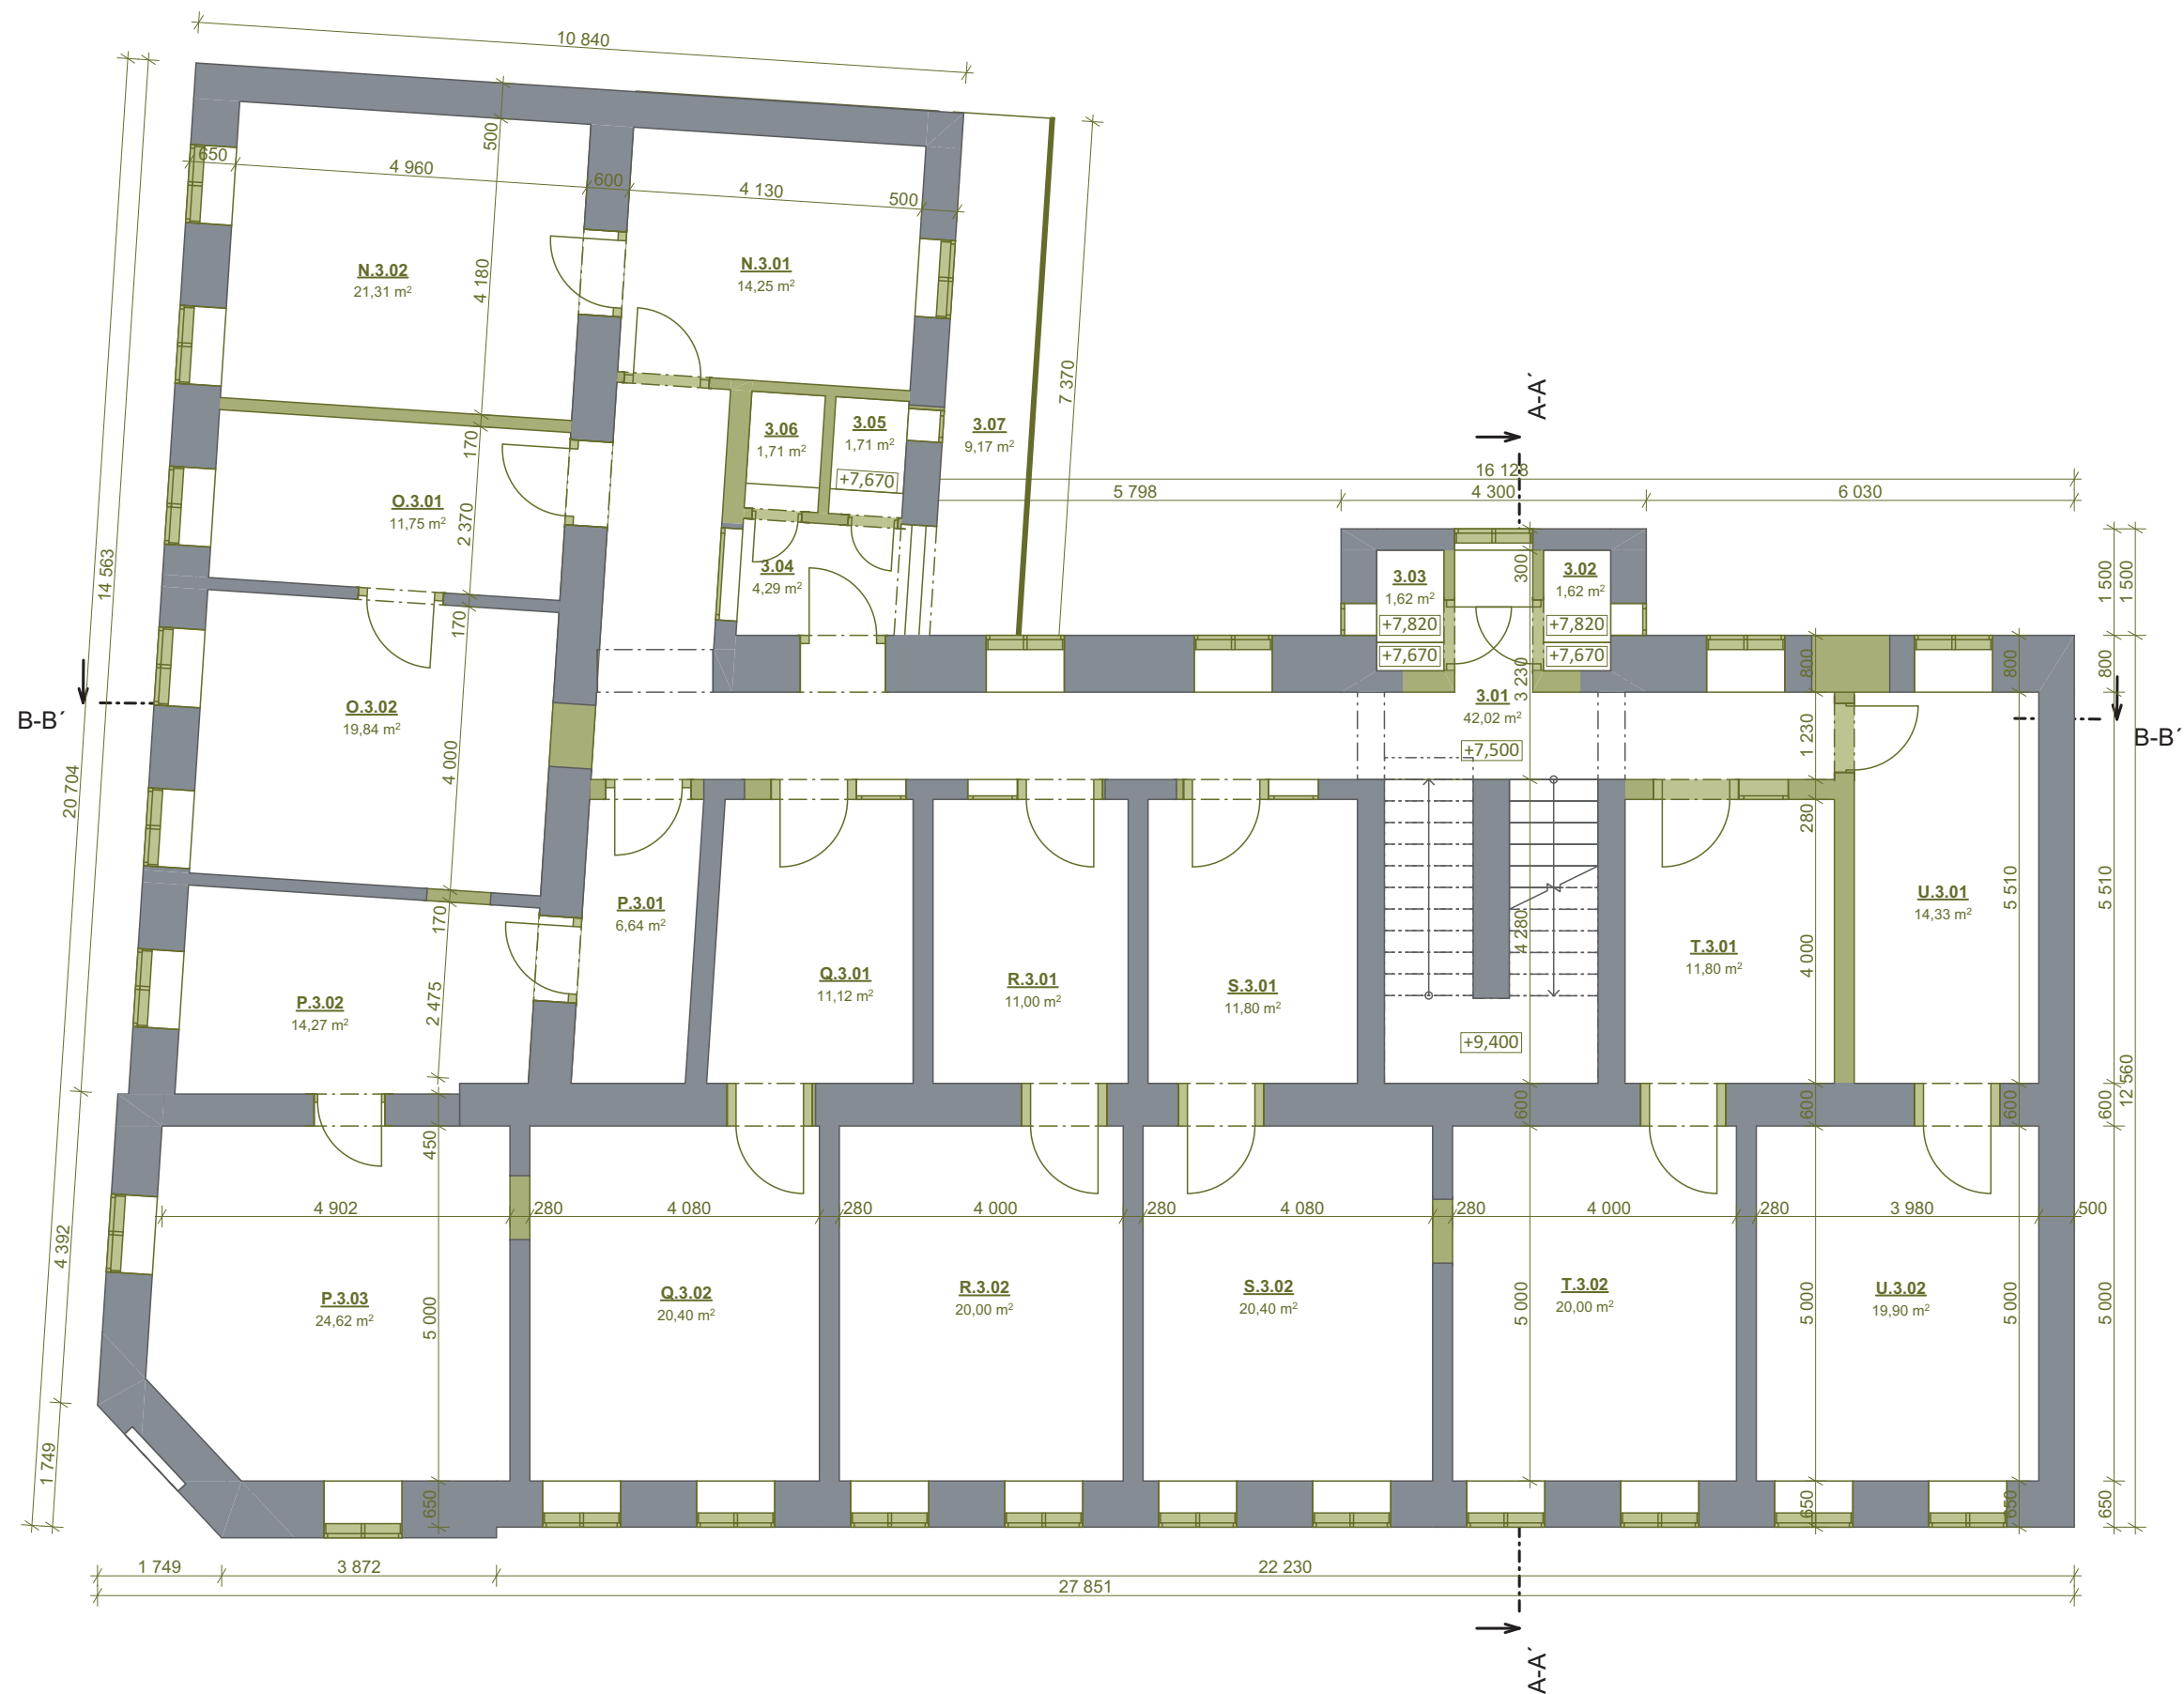 10 840
650
4 960
600
4 130
500
500
N.3.02
21,31 m²
4 180
N.3.01
14,25 m²
7 370
A-A´
3.06
1,71 m²
3.05
1,71 m²
+7,670
3.07
9,17 m²
170
O.3.01
11,75 m²
2 370
16 128
5 798
4 300
6 030
14 563
3.04
4,29 m²
170
300
3.03
1,62 m²
+7,820
+7,670
3.02
1,62 m²
+7,820
+7,670
1 500
1 500
3 230
800
800
800
B-B´
O.3.02
19,84 m²
4 000
3.01
42,02 m²
+7,500
1 230
B-B´
20 704
280
P.3.01
6,64 m²
170
U.3.01
14,33 m²
5 510
5 510
4 280
4 000
T.3.01
11,80 m²
Q.3.01
11,12 m²
R.3.01
11,00 m²
S.3.01
11,80 m²
P.3.02
14,27 m²
2 475
+9,400
12 560
600
600
600
600
450
4 902
280
4 080
280
4 000
280
4 080
280
4 000
280
3 980
500
4 392
P.3.03
24,62 m²
5 000
Q.3.02
20,40 m²
R.3.02
20,00 m²
S.3.02
20,40 m²
5 000
T.3.02
20,00 m²
5 000
U.3.02
19,90 m²
5 000
5 000
1 749
650
650
650
650
1 749
3 872
22 230
27 851
A-A´